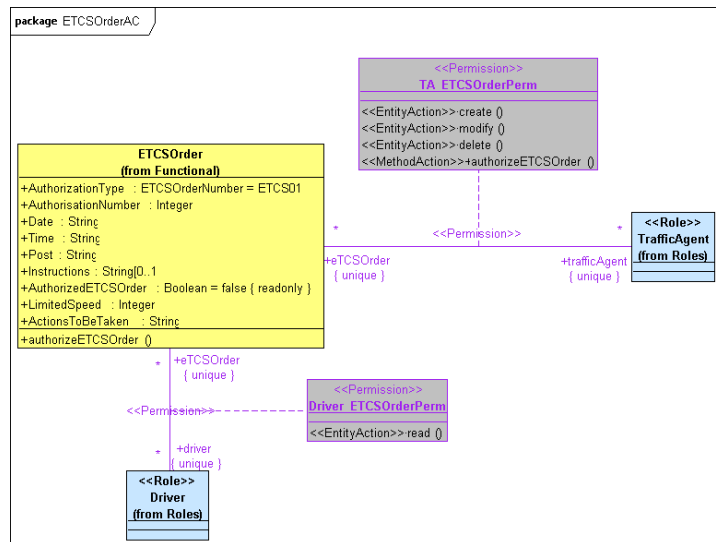 package ETCSOrderAC
<<Permission>>
TA_ETCSOrderPerm
<<EntityAction>>-create ()
<<EntityAction>>-modify ()
<<EntityAction>>-delete ()
<<MethodAction>>+authorizeETCSOrder ()
ETCSOrder
(from Functional)
+AuthorizationType : ETCSOrderNumber = ETCS01
+AuthorisationNumber : Integer
+Date : String
+Time : String
+Post : String
+Instructions : String[0..1
+AuthorizedETCSOrder : Boolean = false { readonly }
+LimitedSpeed : Integer
+ActionsToBeTaken : String
+authorizeETCSOrder ()
*
<<Permission>>
*
+eTCSOrder
{ unique }
+trafficAgent
{ unique }
<<Role>>
TrafficAgent
(from Roles)
*
+eTCSOrder
{ unique }
<<Permission>>
<<Permission>>
Driver_ETCSOrderPerm
<<EntityAction>>-read ()
*
+driver
{ unique }
<<Role>>
Driver
(from Roles)